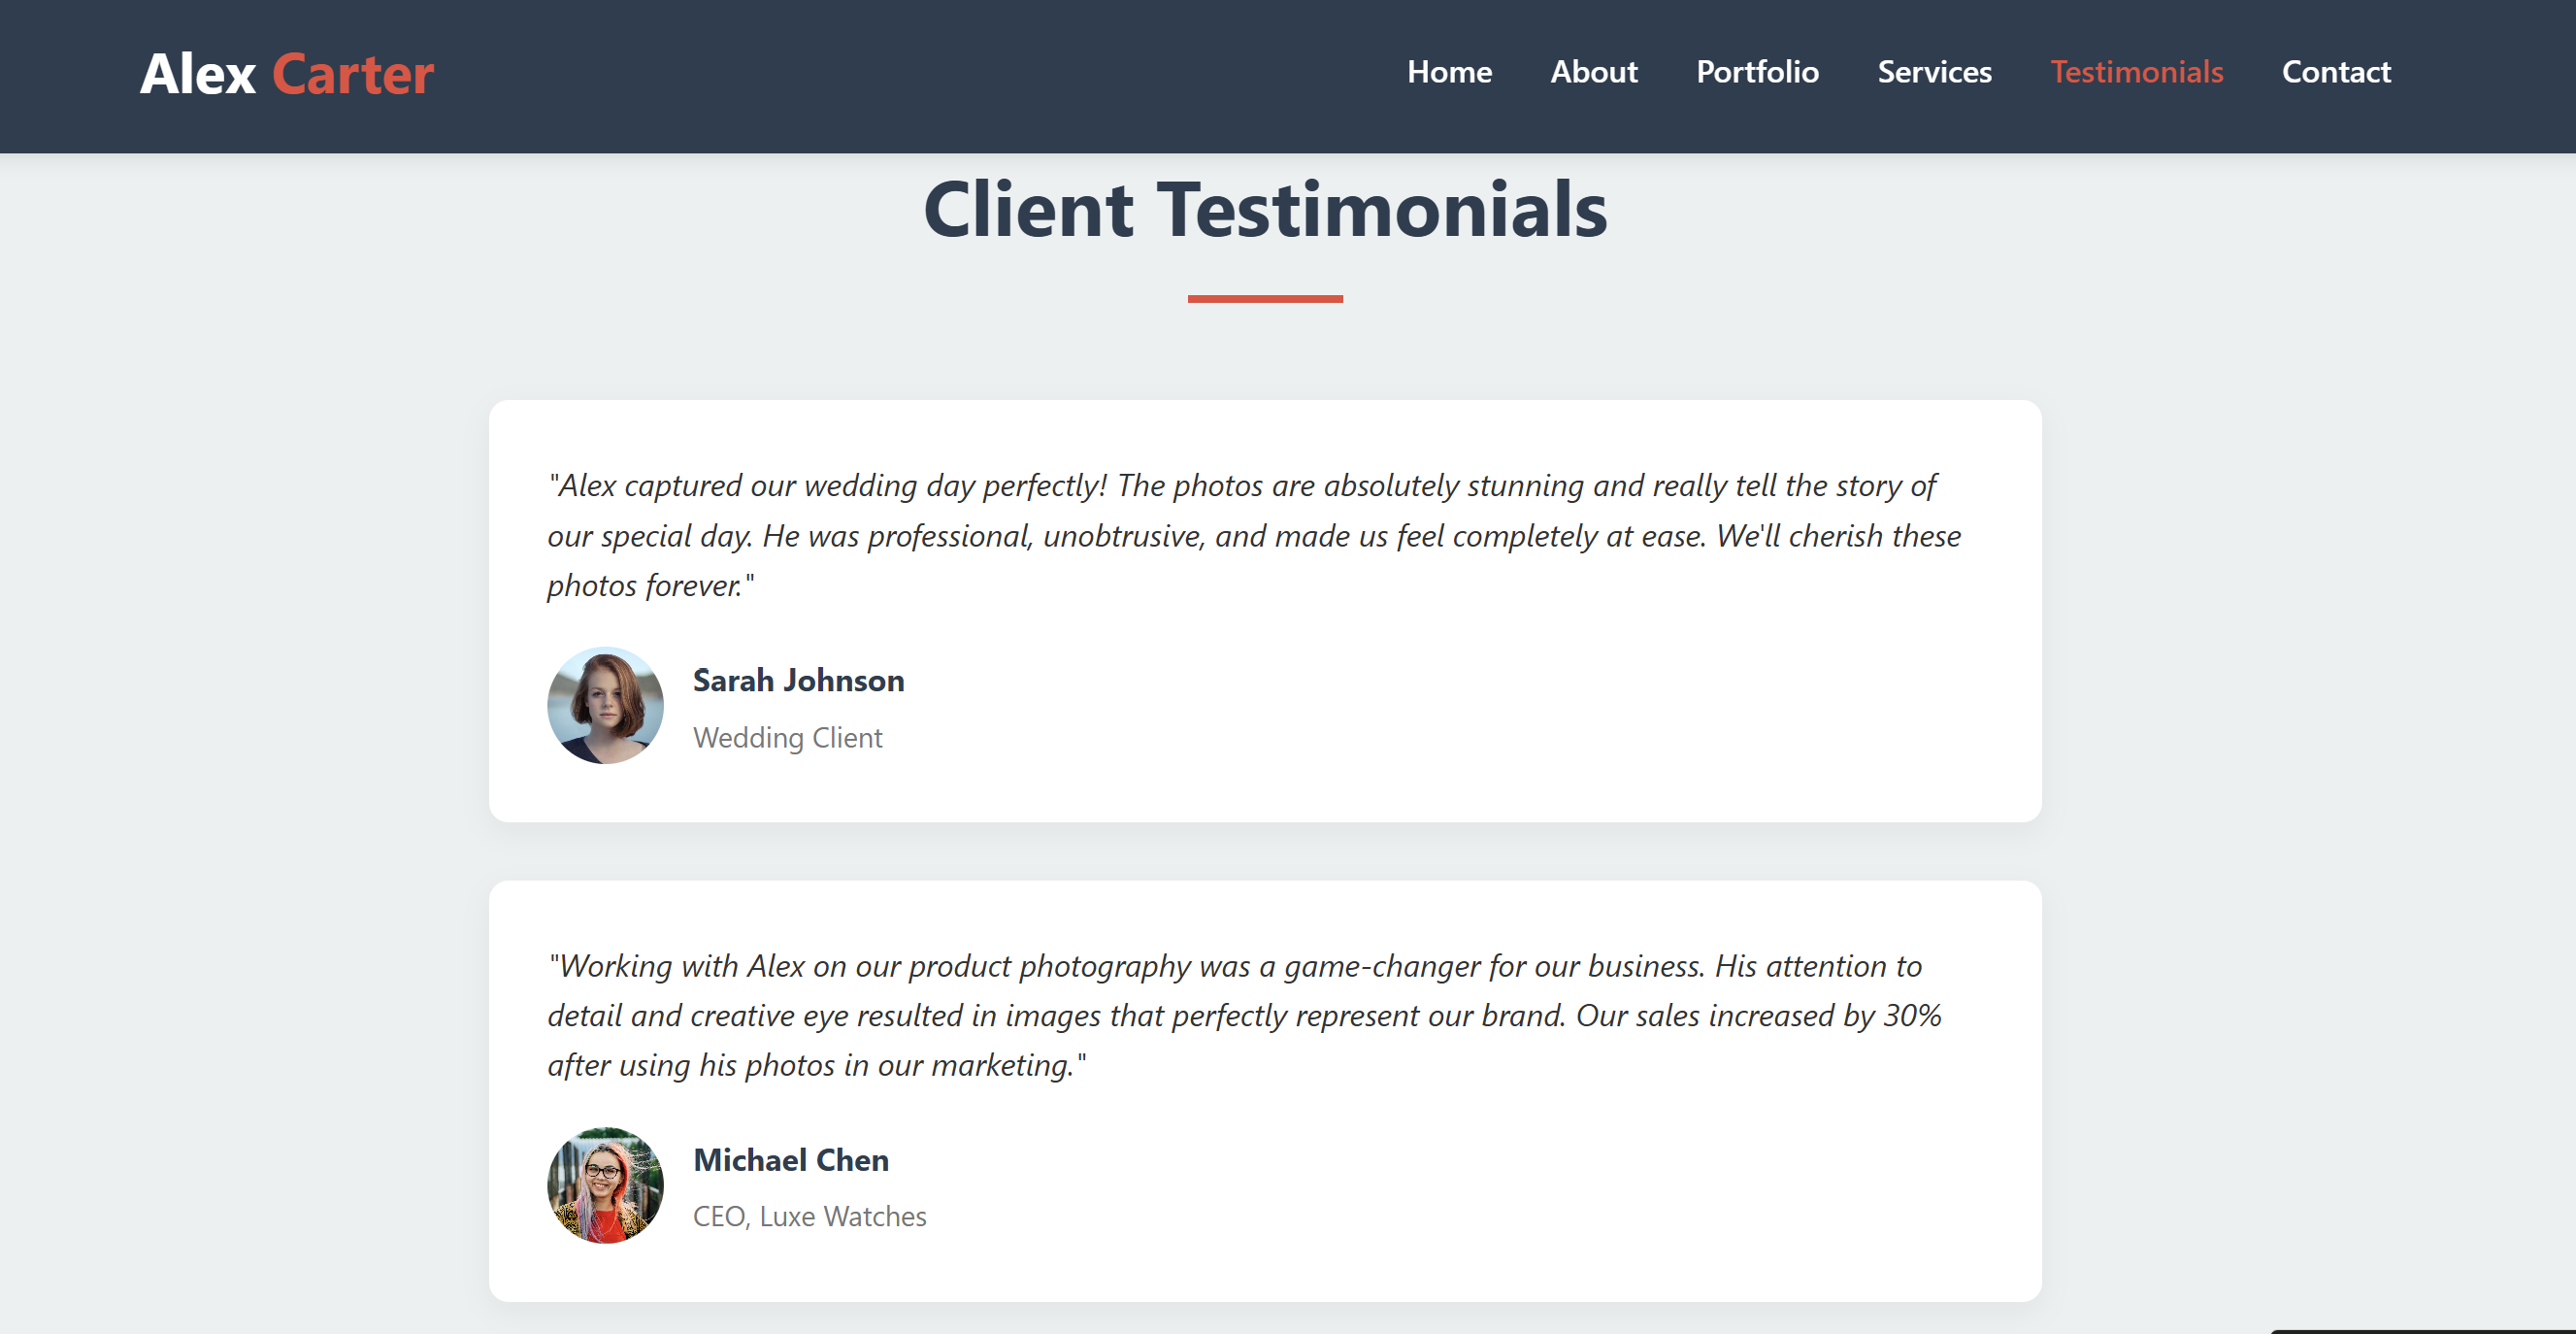 Alex Carter
Home About Portfolio Services Testimonials Contact
Client Testimonials
"Alex captured our wedding day perfectly! The photos are absolutely stunning and really tell the story of
our special day. He was professional, unobtrusive, and made us feel completely at ease. We'll cherish these
photos forever."
Sarah Johnson
Wedding Client
"Working with Alex on our product photography was a game-changer for our business. His attention to
detail and creative eye resulted in images that perfectly represent our brand. Our sales increased by 30%
after using his photos in our marketing."
Michael Chen
CEO, Luxe Watches